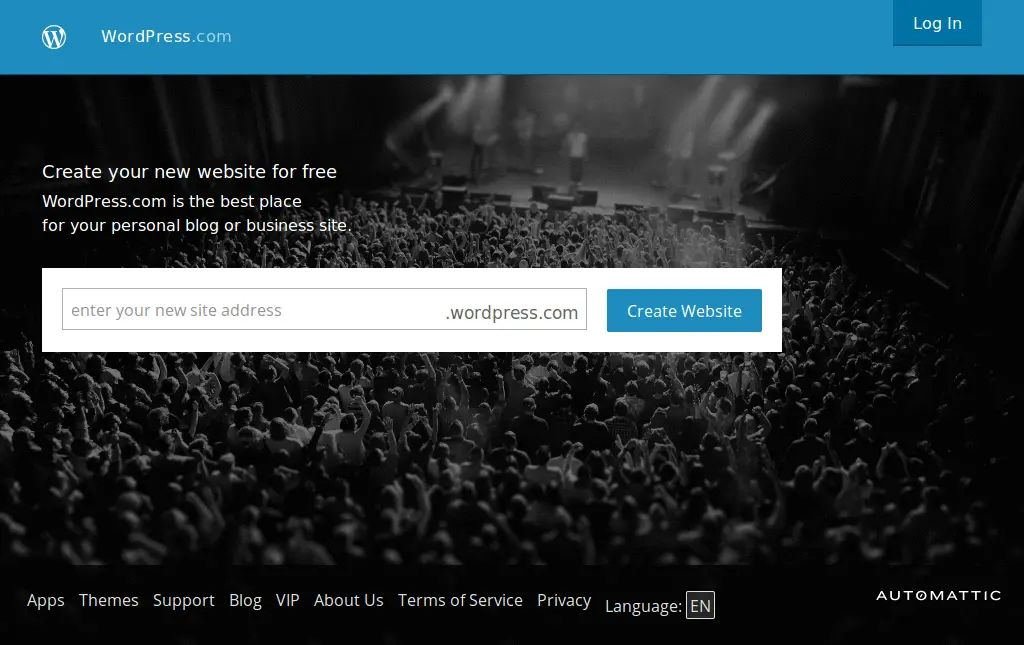 WordPress.com
Log In
Create your new website for free
WordPress.com is the best place
for your personal blog or business site.
enter your new site address
.wordpress.com
Create Website
Apps Themes Support Blog VIP About Us Terms of Service Privacy Language: EN
AUTOMATTIC